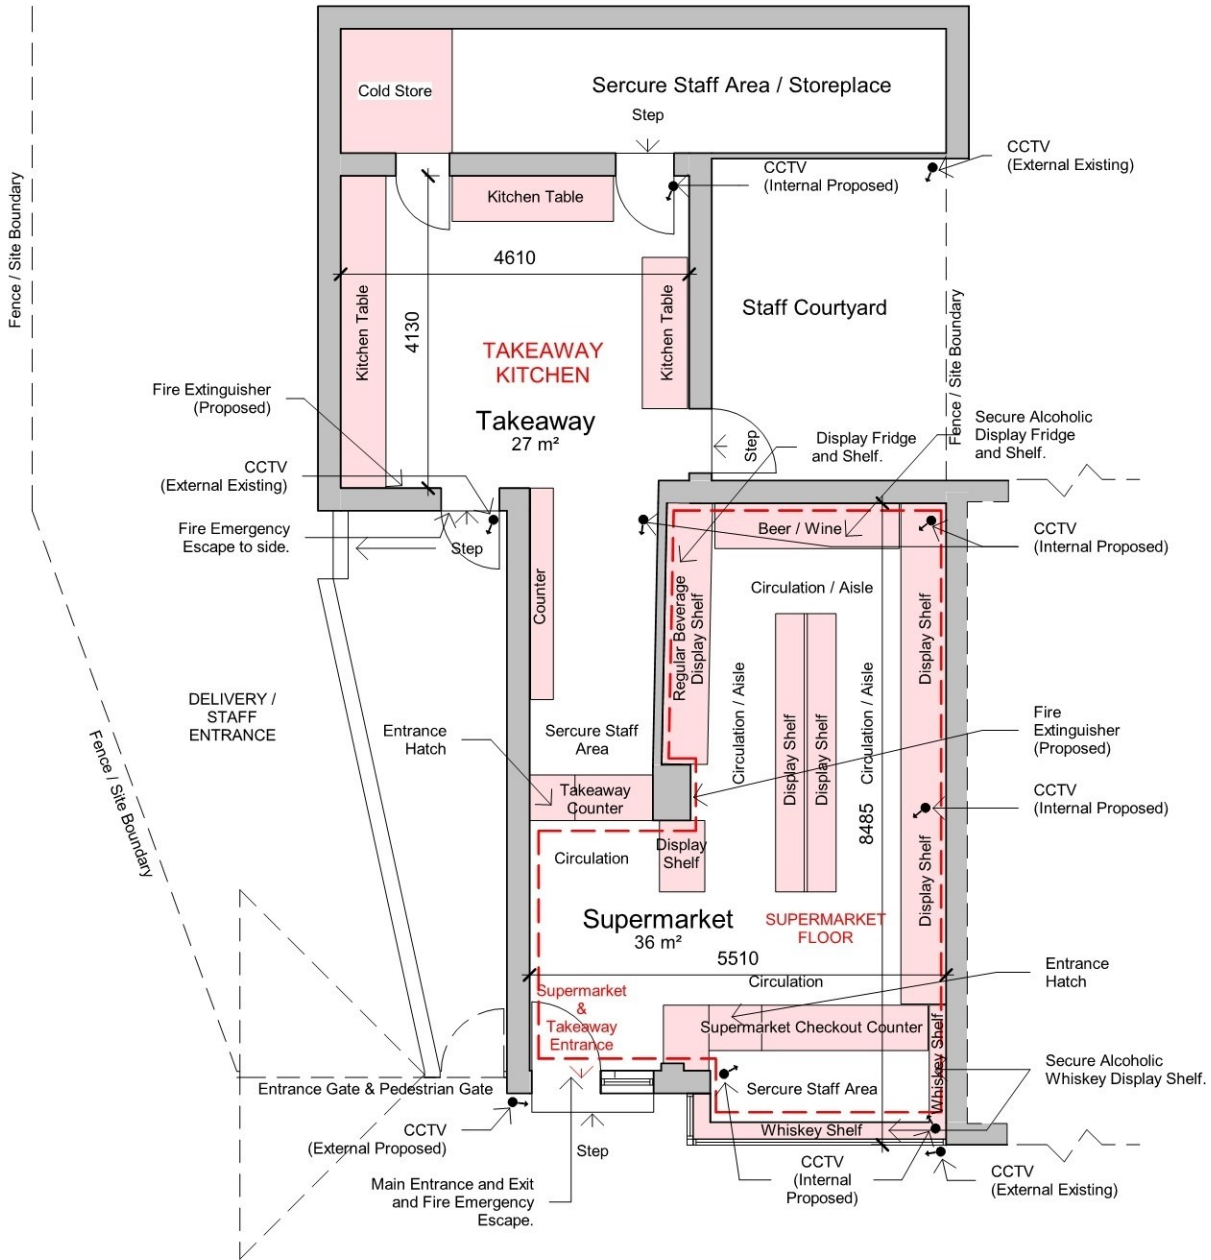 Cold Store
Sercure Staff Area / Storeplace
Step
CCTV
(External Existing)
CCTV
(Internal Proposed)
Fence / Site Boundary
Kitchen Table
4610
Kitchen Table
4130
Kitchen Table
Staff Courtyard
Fence / Site Boundary
TAKEAWAY
KITCHEN
Takeaway
27 m²
Fire Extinguisher
(Proposed)
CCTV
(External Existing)
Fire Emergency
Escape to side.
Step
Step
Display Fridge
and Shelf.
Secure Alcoholic
Display Fridge
and Shelf.
Beer / Wine
CCTV
(Internal Proposed)
Counter
Regular Beverage
Display Shelf
Circulation / Aisle
Circulation / Aisle
Display Shelf
Display Shelf
Circulation / Aisle
8485
Display Shelf
DELIVERY /
STAFF
ENTRANCE
Fence / Site Boundary
Entrance
Hatch
Sercure Staff
Area
Takeaway
Counter
Fire
Extinguisher
(Proposed)
CCTV
(Internal Proposed)
Circulation
Display
Shelf
Display Shelf
Supermarket
36 m²
SUPERMARKET
FLOOR
5510
Circulation
Entrance
Hatch
Supermarket
&
Takeaway
Entrance
Supermarket Checkout Counter
Whiskey Shelf
Secure Alcoholic
Whiskey Display Shelf.
Entrance Gate & Pedestrian Gate
Sercure Staff Area
Whiskey Shelf
CCTV
(External Proposed)
Step
CCTV
(Internal
Proposed)
CCTV
(External Existing)
Main Entrance and Exit
and Fire Emergency
Escape.